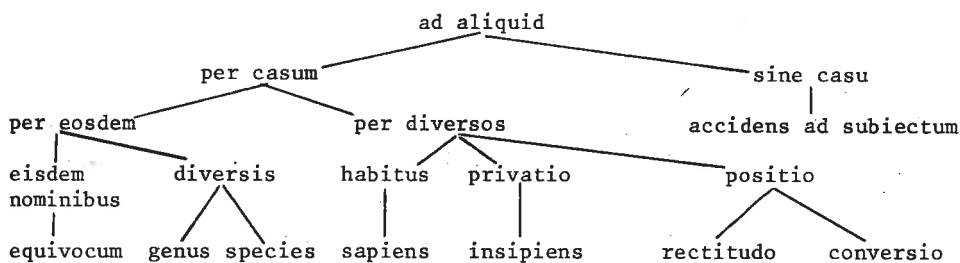 ad aliquid
per casum sine casu
per eosdem per diversos accidens ad subiectum
eisdem diversis habitus privatio positio
nominibus
equivocum genus species sapiens insipiens rectitudo conversio